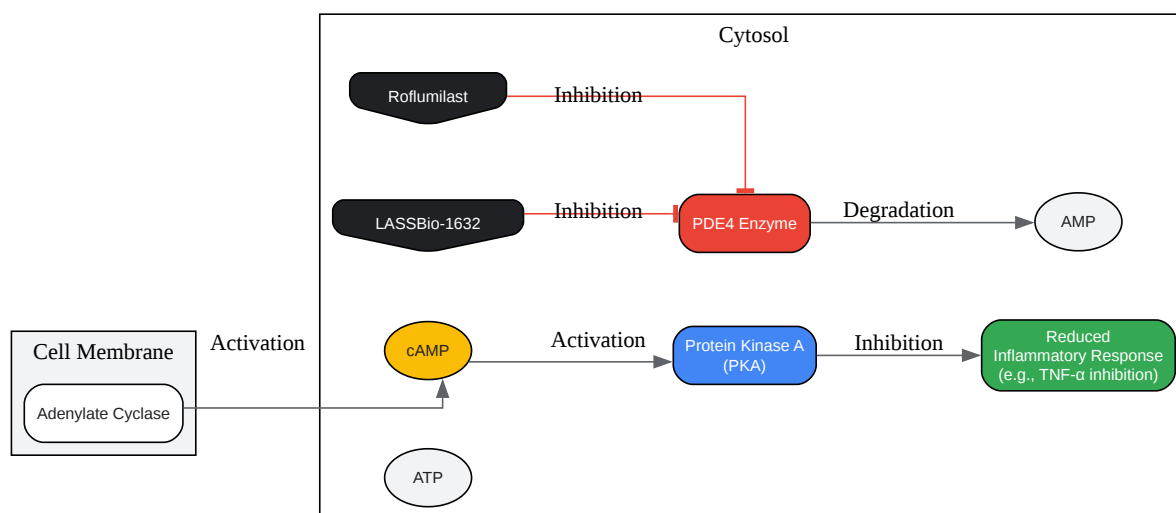 Cytosol
Roflumilast
Inhibition
LASSBio-1632
Inhibition
PDE4 Enzyme
Degradation
AMP
Cell Membrane
Adenylate Cyclase
Activation
cAMP
Activation
Protein Kinase A
(PKA)
Inhibition
Reduced
Inflammatory Response
(e.g., TNF-α inhibition)
ATP